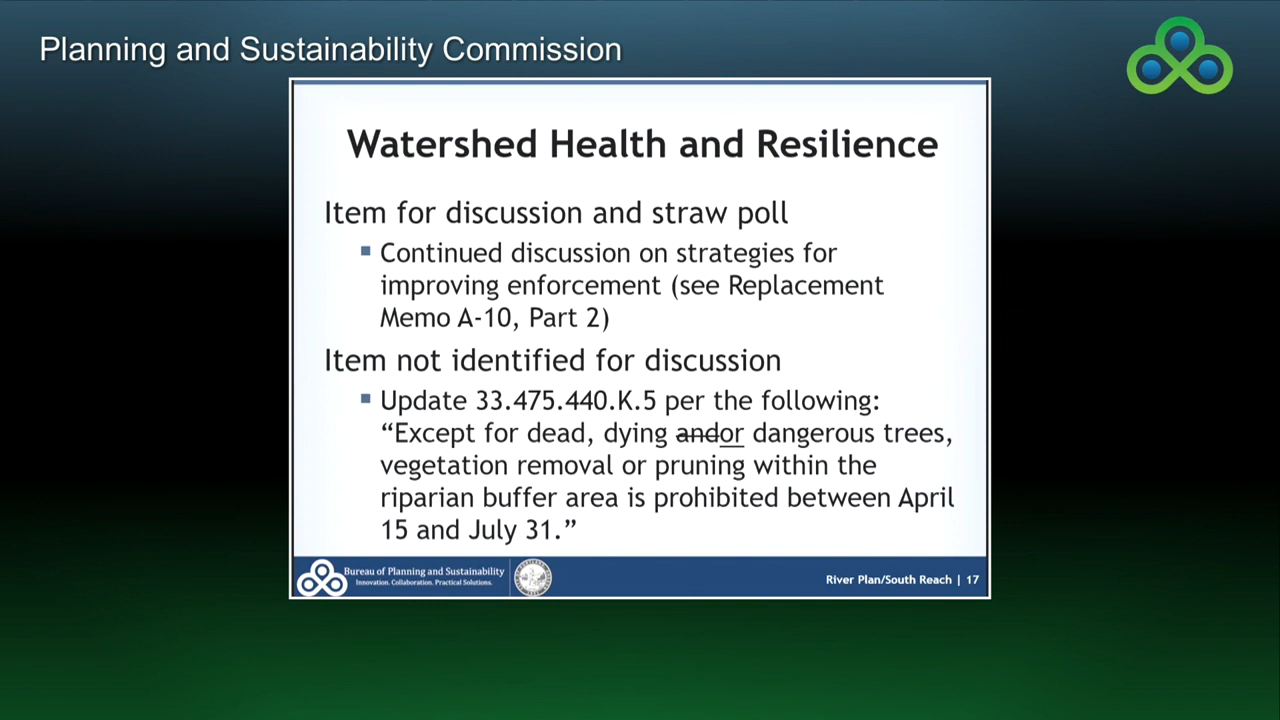 Planning and Sustainability Commission
Watershed Health and Resilience
Item for discussion and straw poll
Continued discussion on strategies for
improving enforcement (see Replacement
Memo A-10, Part 2)
Item not identified for discussion
Update 33.475.440.K.5 per the following:
“Except for dead, dying andor dangerous trees,
vegetation removal or pruning within the
riparian buffer area is prohibited between April
15 and July 31.”
Bureau of Planning and Sustainability
Innovation. Collaboration. Practical Solutions.
River Plan/South Reach | 17